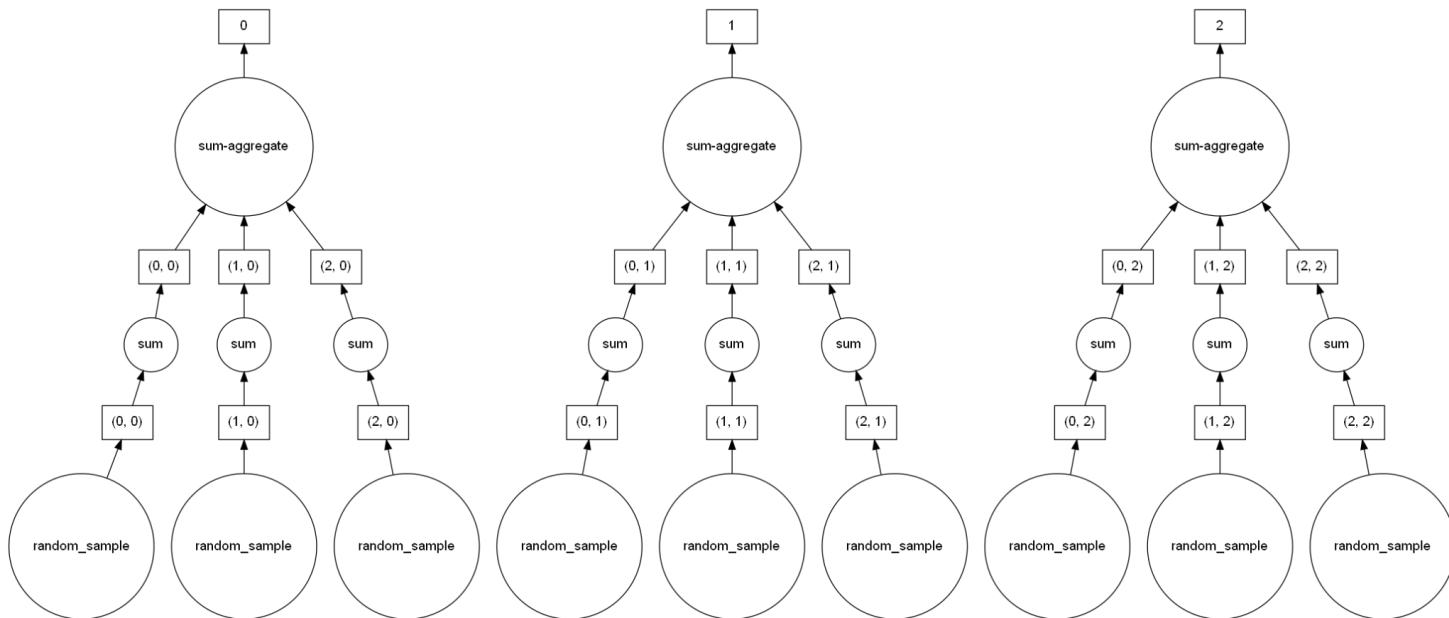 0
1
2
sum-aggregate
sum-aggregate
sum-aggregate
(0, 0)
(1, 0)
(2, 0)
(0, 1)
(1, 1)
(2, 1)
(0, 2)
(1, 2)
(2, 2)
sum
sum
sum
sum
sum
sum
sum
sum
sum
(0, 0)
(1, 0)
(2, 0)
(0, 1)
(1, 1)
(2, 1)
(0, 2)
(1, 2)
(2, 2)
random_sample
random_sample
random_sample
random_sample
random_sample
random_sample
random_sample
random_sample
random_sample